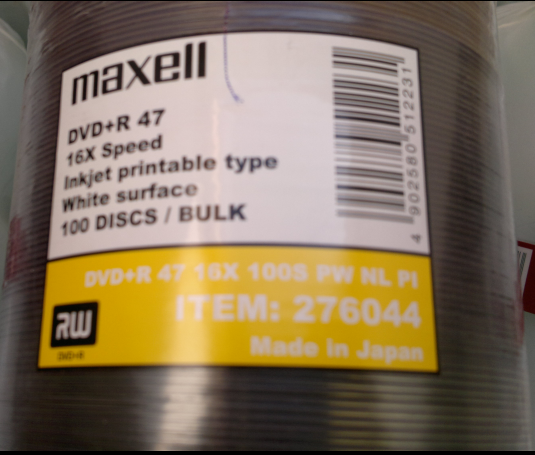 maxell
DVD+R 47
16X Speed
Inkjet printable type
White surface
100 DISCS / BULK
4 902580 512231
DVD+R 47 16X 100S PW NL PI
ITEM: 276044
Made in Japan
RW
DVD+R